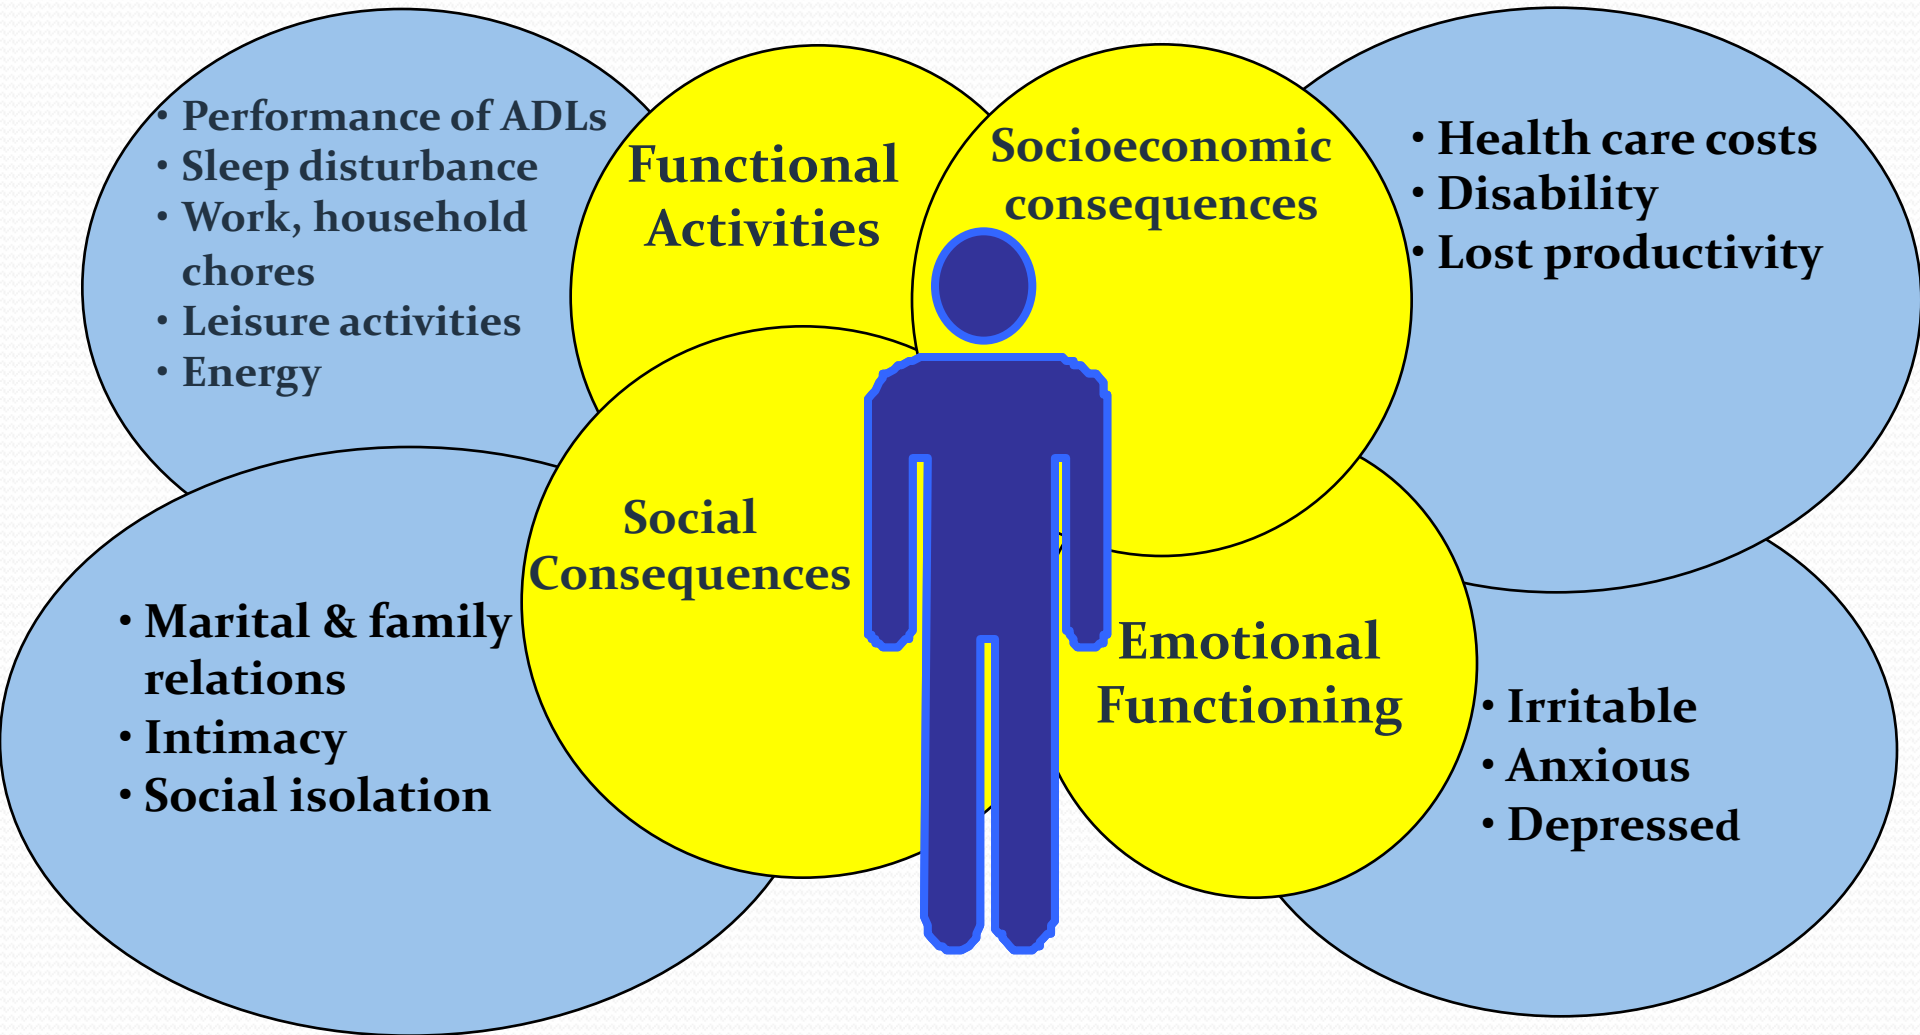 • Performance of ADLs
• Sleep disturbance
• Work, household
chores
• Leisure activities
• Energy
Functional
Activities
Socioeconomic
consequences
• Health care costs
• Disability
• Lost productivity
Social
Consequences
• Marital & family
relations
• Intimacy
• Social isolation
Emotional
Functioning
• Irritable
• Anxious
• Depressed